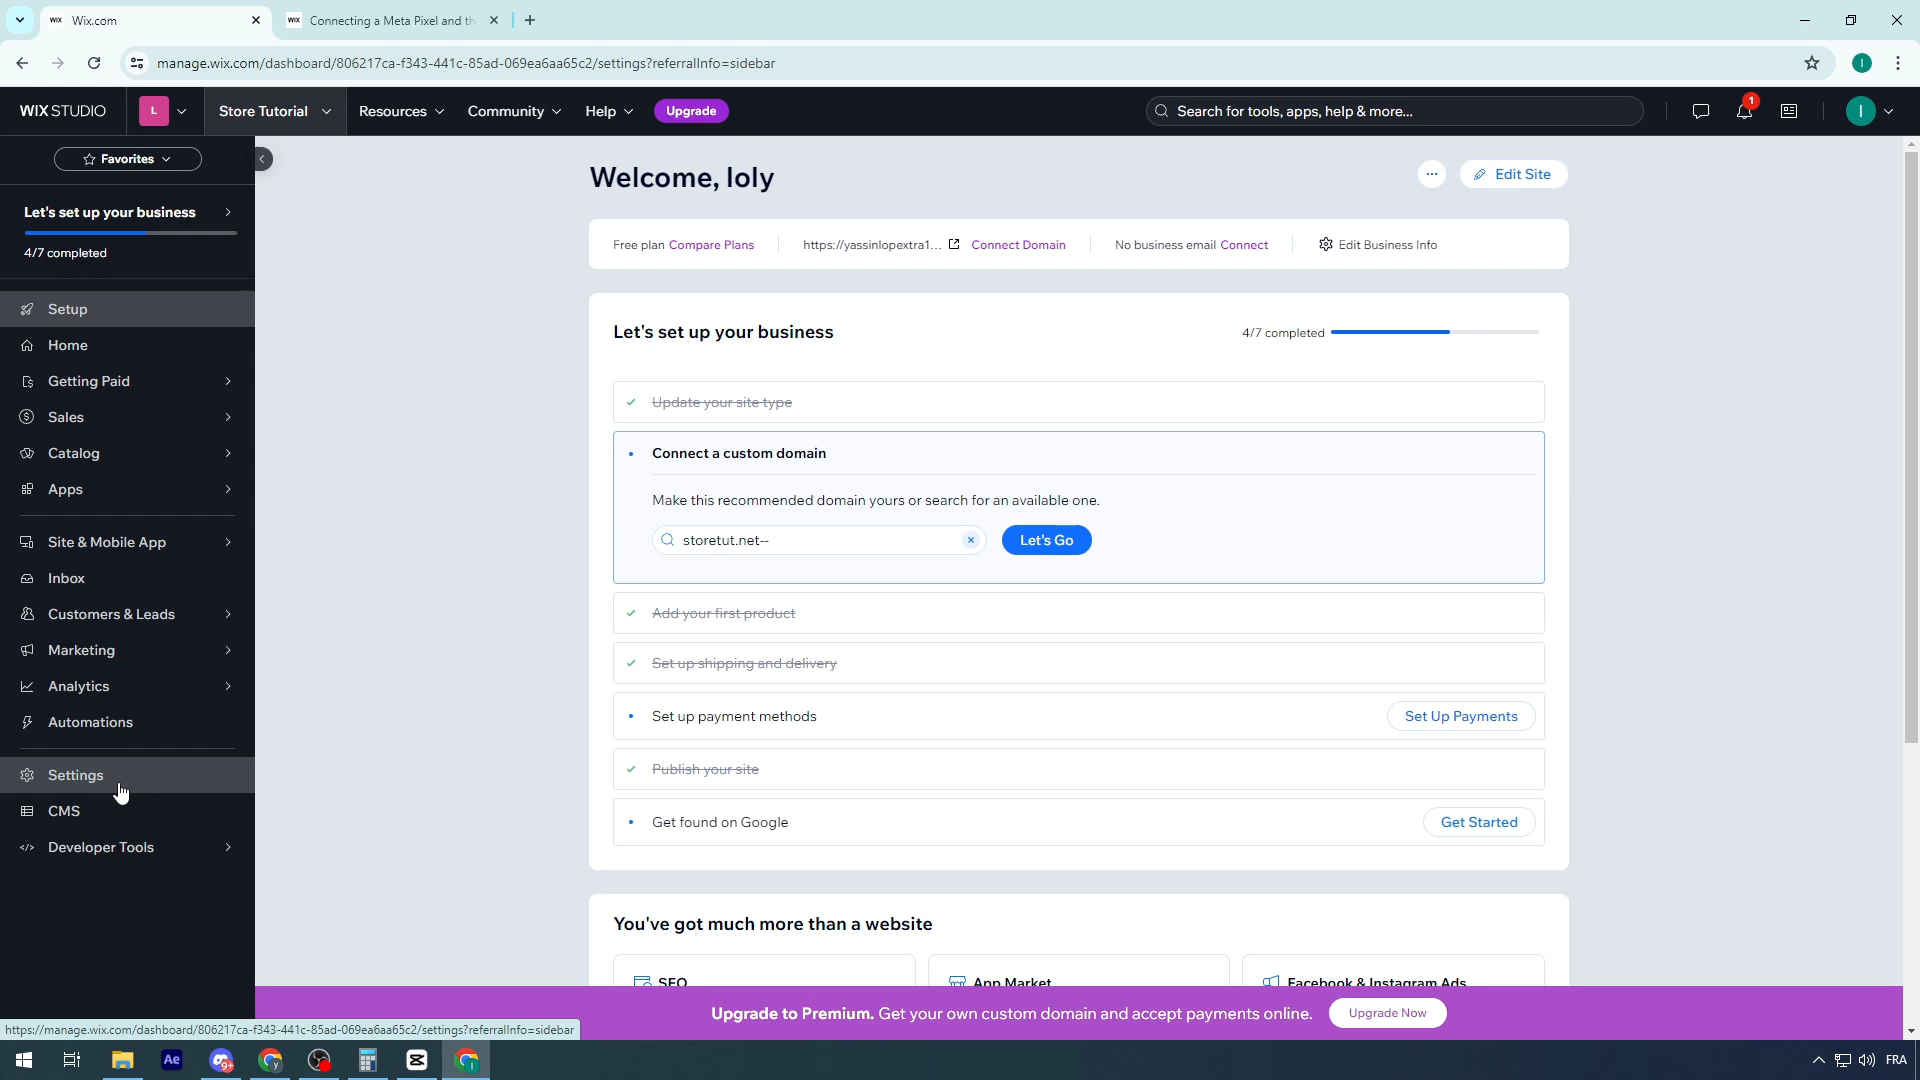 WIX Wix.com
WIX Connecting a Meta Pixel and th
manage.wix.com/dashboard/806217ca-f343-441c-85ad-069ea6aa65c2/settings?referralInfo=sidebar
I
WIX STUDIO
L
Store Tutorial
Resources
Community
Help
Upgrade
Search for tools, apps, help & more...
1
I
Favorites
Let's set up your business
4/7 completed
Setup
Home
Getting Paid
Sales
Catalog
Apps
Site & Mobile App
Inbox
Customers & Leads
Marketing
Analytics
Automations
Settings
CMS
Developer Tools
Welcome, loly
Edit Site
Free plan Compare Plans
https://yassinlopextra1... Connect Domain
No business email Connect
Edit Business Info
Let's set up your business
4/7 completed
Update your site type
Connect a custom domain
Make this recommended domain yours or search for an available one.
storetut.net--
Let's Go
Add your first product
Set up shipping and delivery
Set up payment methods
Set Up Payments
Publish your site
Get found on Google
Get Started
You've got much more than a website
SEO
App Market
Facebook & Instagram Ads
Upgrade to Premium. Get your own custom domain and accept payments online.
Upgrade Now
https://manage.wix.com/dashboard/806217ca-f343-441c-85ad-069ea6aa65c2/settings?referralInfo=sidebar
Ae
9+
y
I
FRA